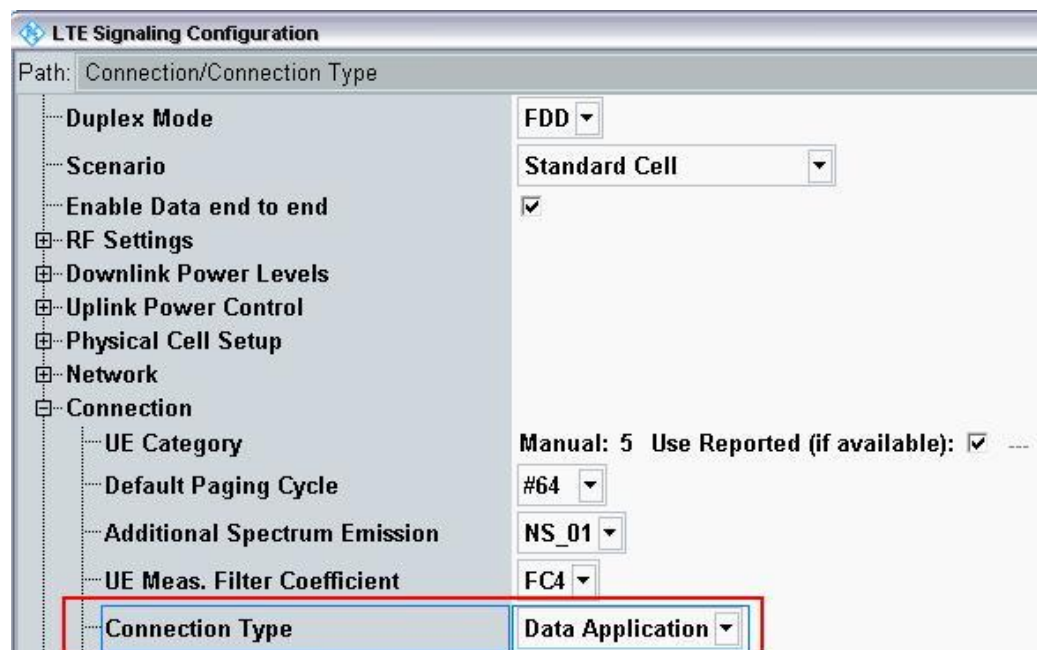 LTE Signaling Configuration
Path: Connection/Connection Type
Duplex Mode FDD
Scenario Standard Cell
Enable Data end to end
RF Settings
Downlink Power Levels
Uplink Power Control
Physical Cell Setup
Network
Connection
UE Category Manual: 5 Use Reported (if available): ---
Default Paging Cycle #64
Additional Spectrum Emission NS_01
UE Meas. Filter Coefficient FC4
Connection Type Data Application